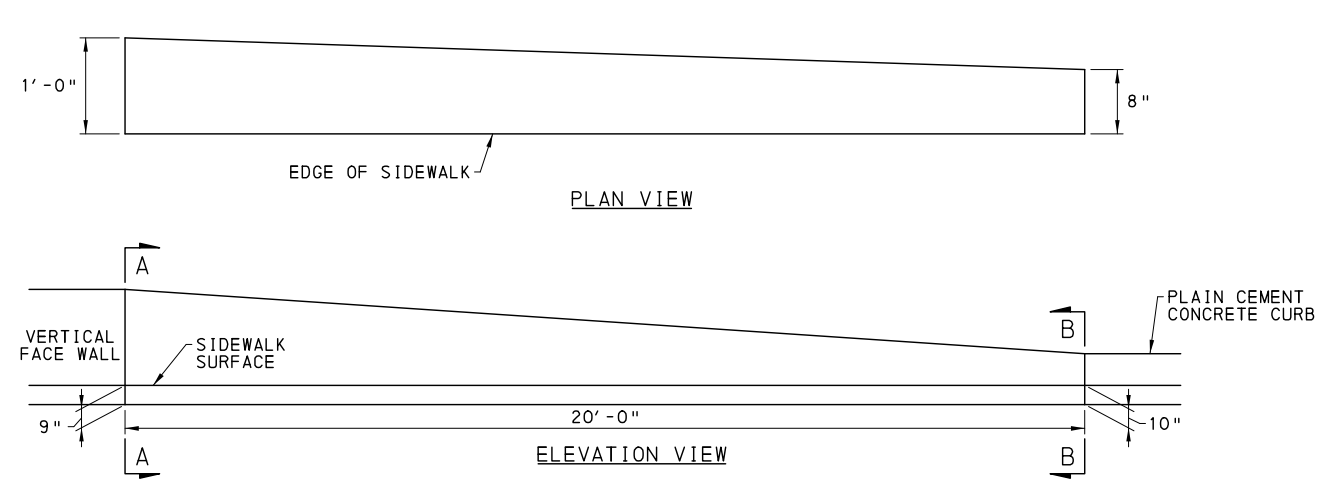 1'-0"
8"
EDGE OF SIDEWALK
PLAN VIEW
A
B
PLAIN CEMENT
CONCRETE CURB
VERTICAL
FACE WALL
SIDEWALK
SURFACE
9"
20'-0"
10"
A
ELEVATION VIEW
B